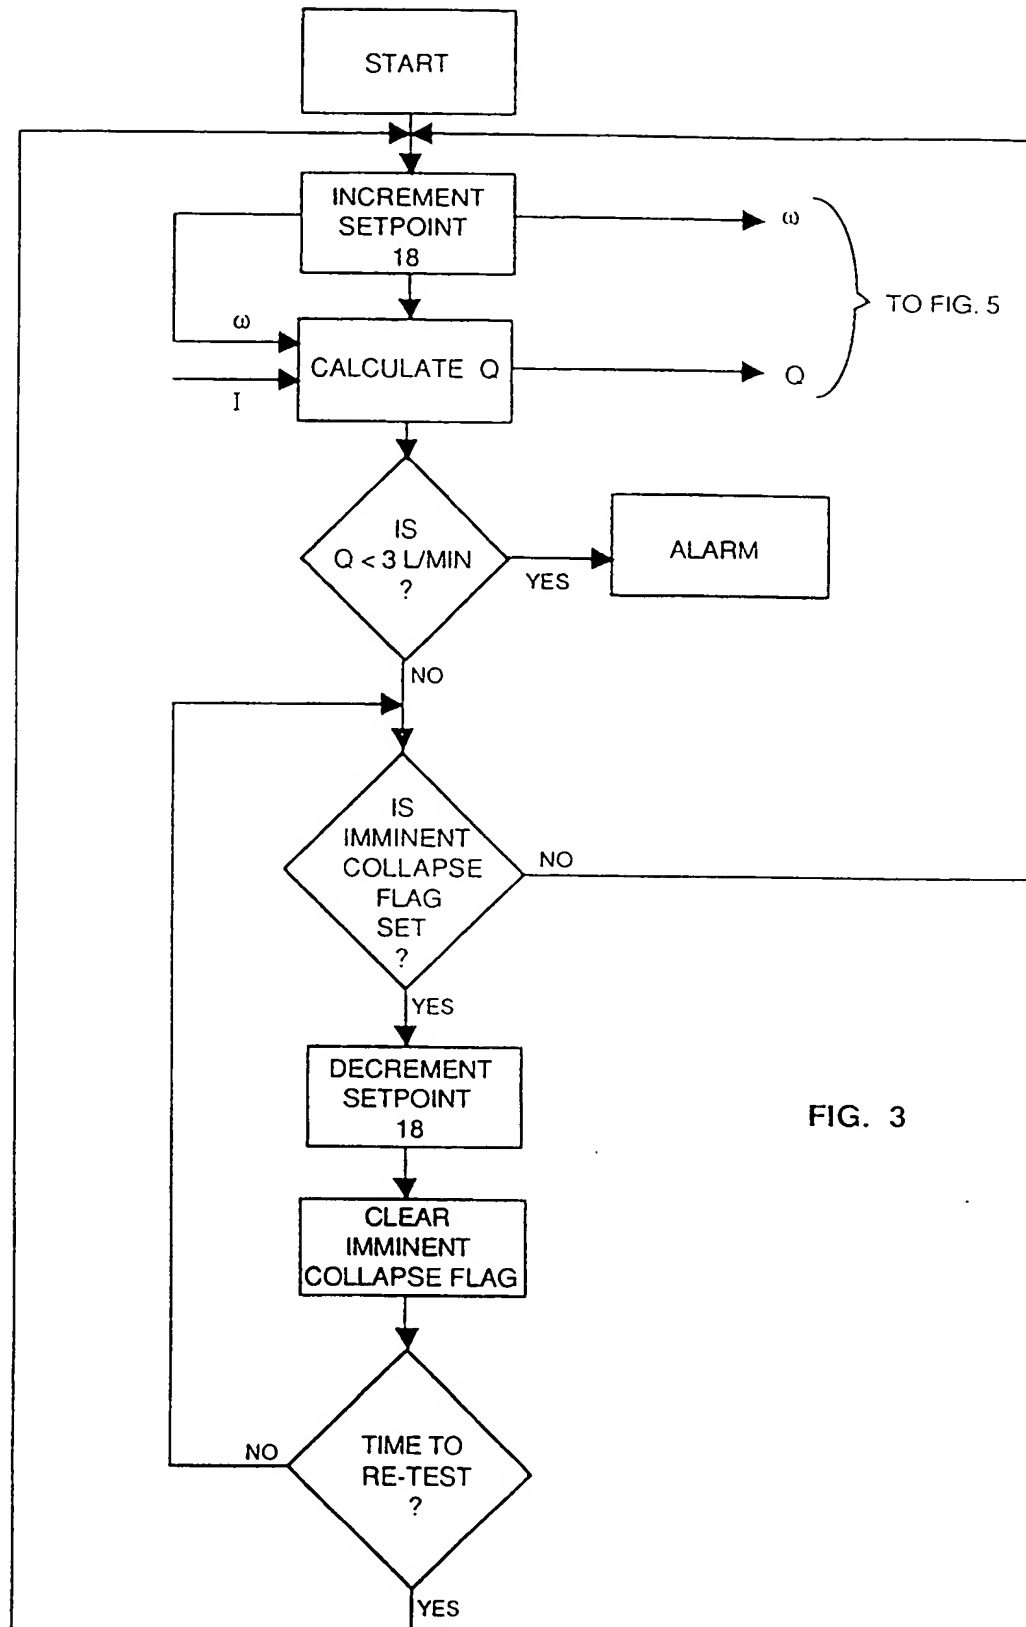 START
INCREMENT
SETPOINT
18
ω
TO FIG. 5
ω
CALCULATE Q
Q
I
IS
Q < 3 L/MIN
?
YES
ALARM
NO
IS
IMMINENT
COLLAPSE
FLAG
SET
?
NO
YES
DECREMENT
SETPOINT
18
FIG. 3
CLEAR
IMMINENT
COLLAPSE FLAG
TIME TO
RE-TEST
?
NO
YES